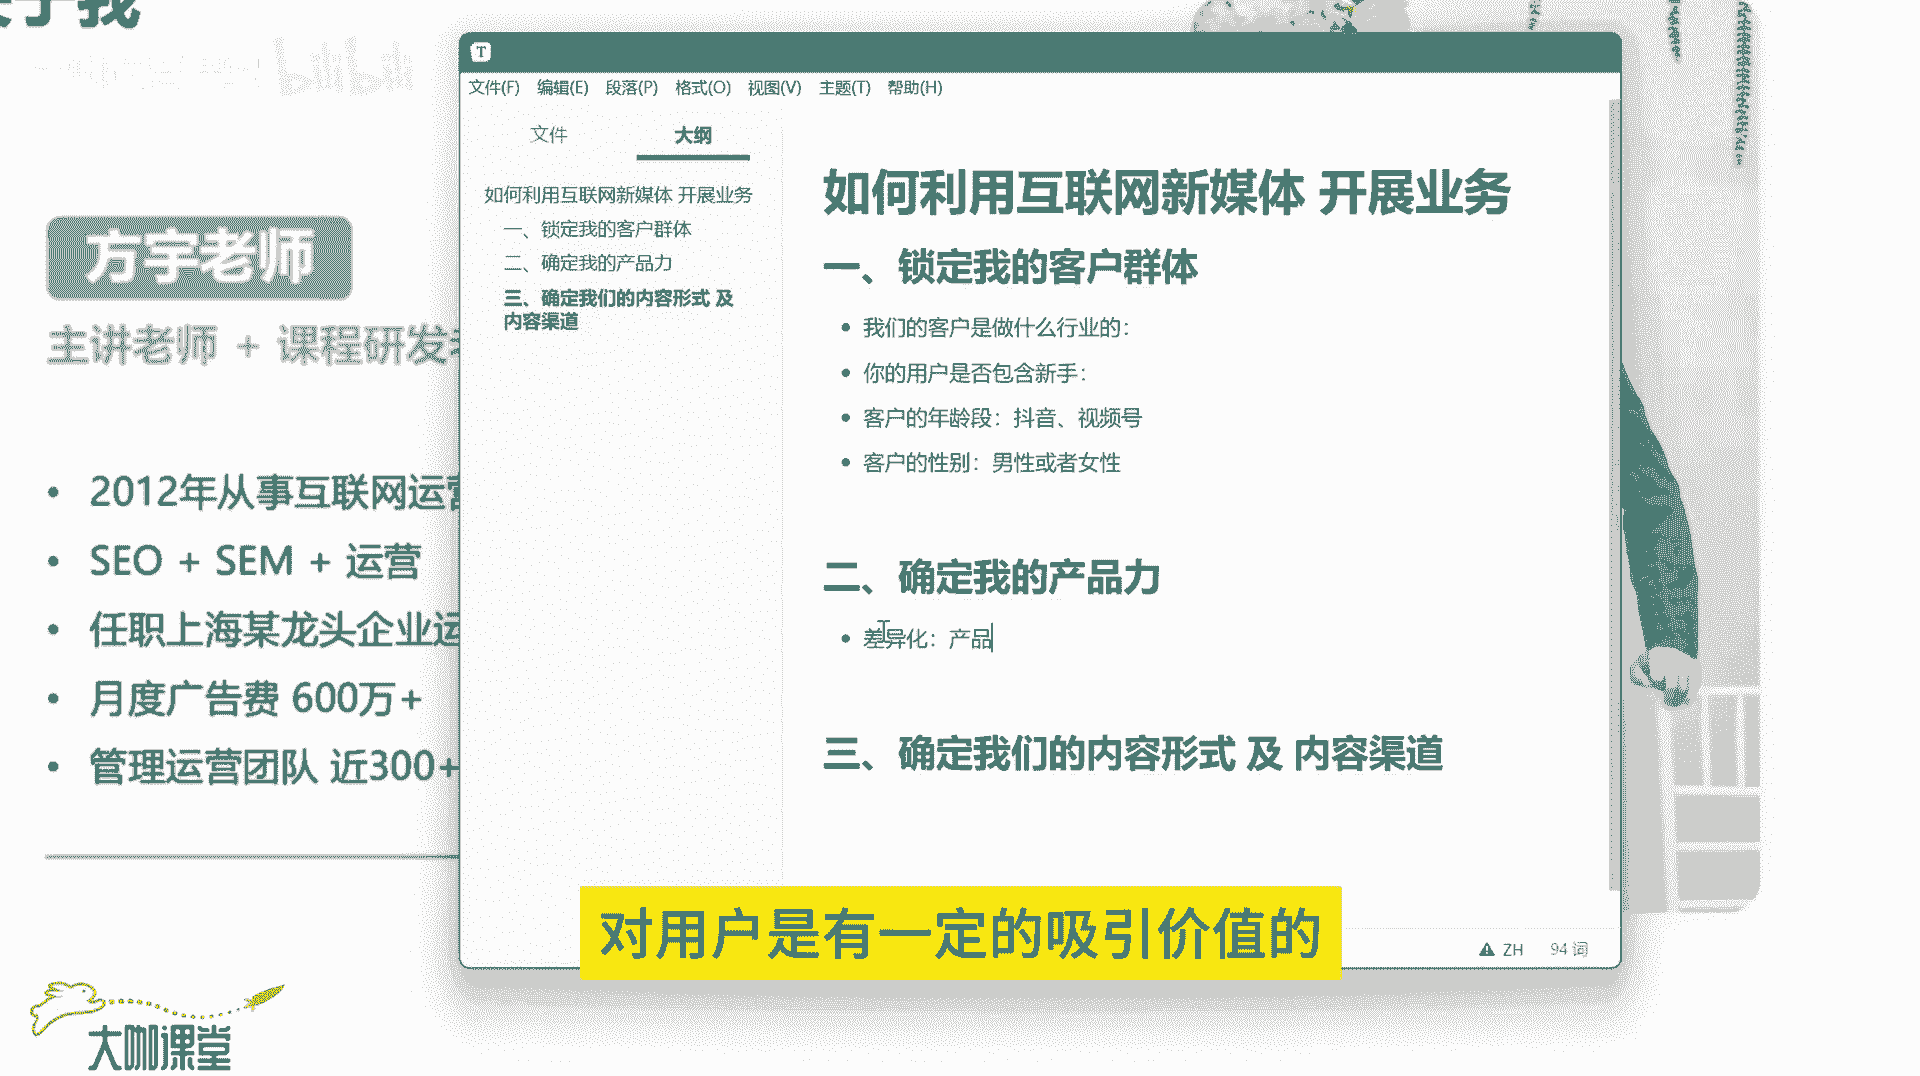 于我
bilibili
方宇老师
主讲老师 + 课程研发
• 2012年从事互联网运营
• SEO + SEM + 运营
• 任职上海某龙头企业运
• 月度广告费 600万+
• 管理运营团队 近300+
大咖课堂
T
文件(F) 编辑(E) 段落(P) 格式(O) 视图(V) 主题(T) 帮助(H)
文件 大纲
如何利用互联网新媒体 开展业务
一、锁定我的客户群体
二、确定我的产品力
三、确定我们的内容形式 及
内容渠道
如何利用互联网新媒体 开展业务
一、锁定我的客户群体
• 我们的客户是做什么行业的：
• 你的用户是否包含新手：
• 客户的年龄段：抖音、视频号
• 客户的性别：男性或者女性
二、确定我的产品力
• 差异化：产品
三、确定我们的内容形式 及 内容渠道
ZH 94 词
对用户是有一定的吸引价值的